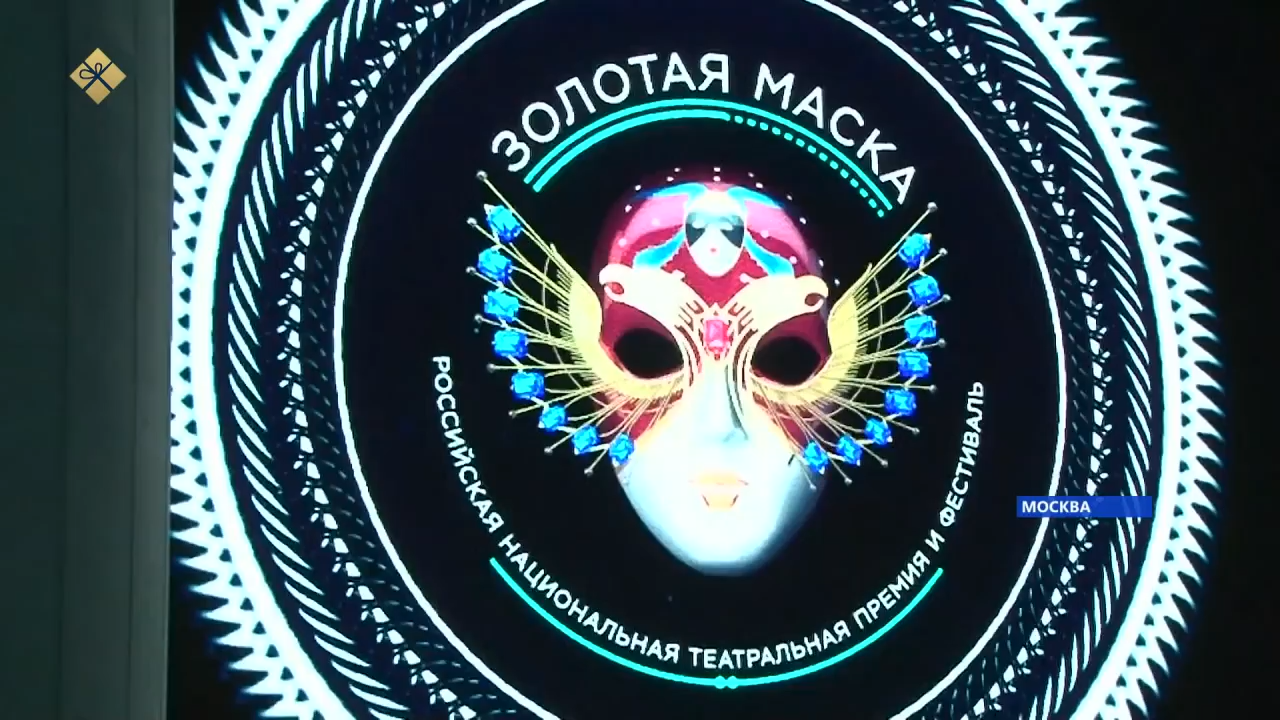 ЗОЛОТАЯ МАСКА
РОССИЙСКАЯ НАЦИОНАЛЬНАЯ ТЕАТРАЛЬНАЯ ПРЕМИЯ И ФЕСТИВАЛЬ
МОСКВА